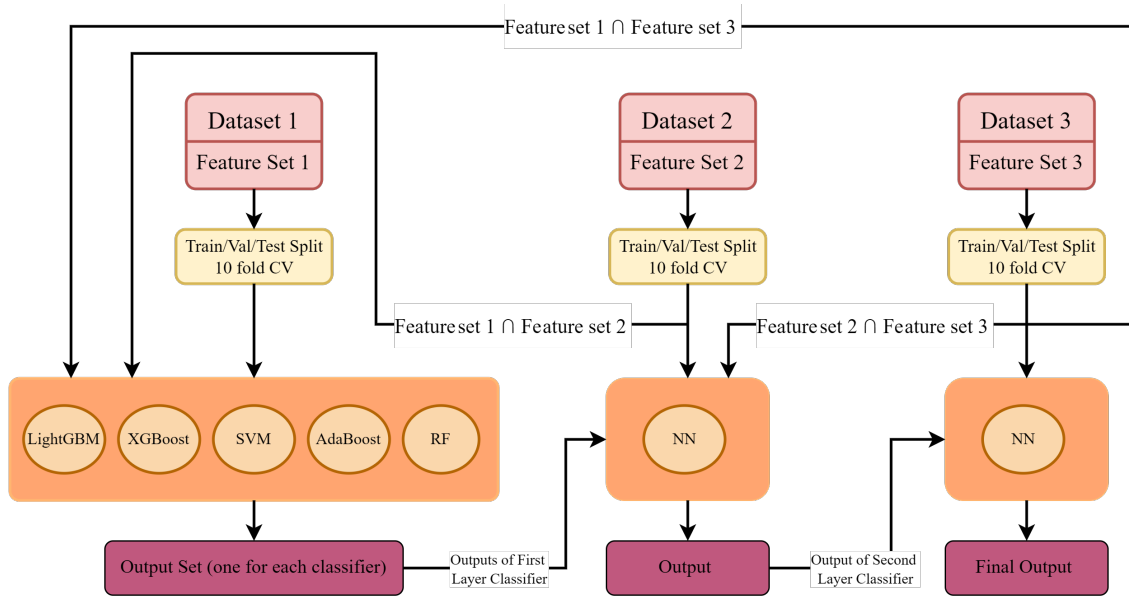 Feature set 1 ∩ Feature set 3
Dataset 1
Feature Set 1
Dataset 2
Feature Set 2
Dataset 3
Feature Set 3
Train/Val/Test Split
10 fold CV
Train/Val/Test Split
10 fold CV
Train/Val/Test Split
10 fold CV
Feature set 1 ∩ Feature set 2
Feature set 2 ∩ Feature set 3
LightGBM
XGBoost
SVM
AdaBoost
RF
NN
NN
Output Set (one for each classifier)
Outputs of First
Layer Classifier
Output
Output of Second
Layer Classifier
Final Output